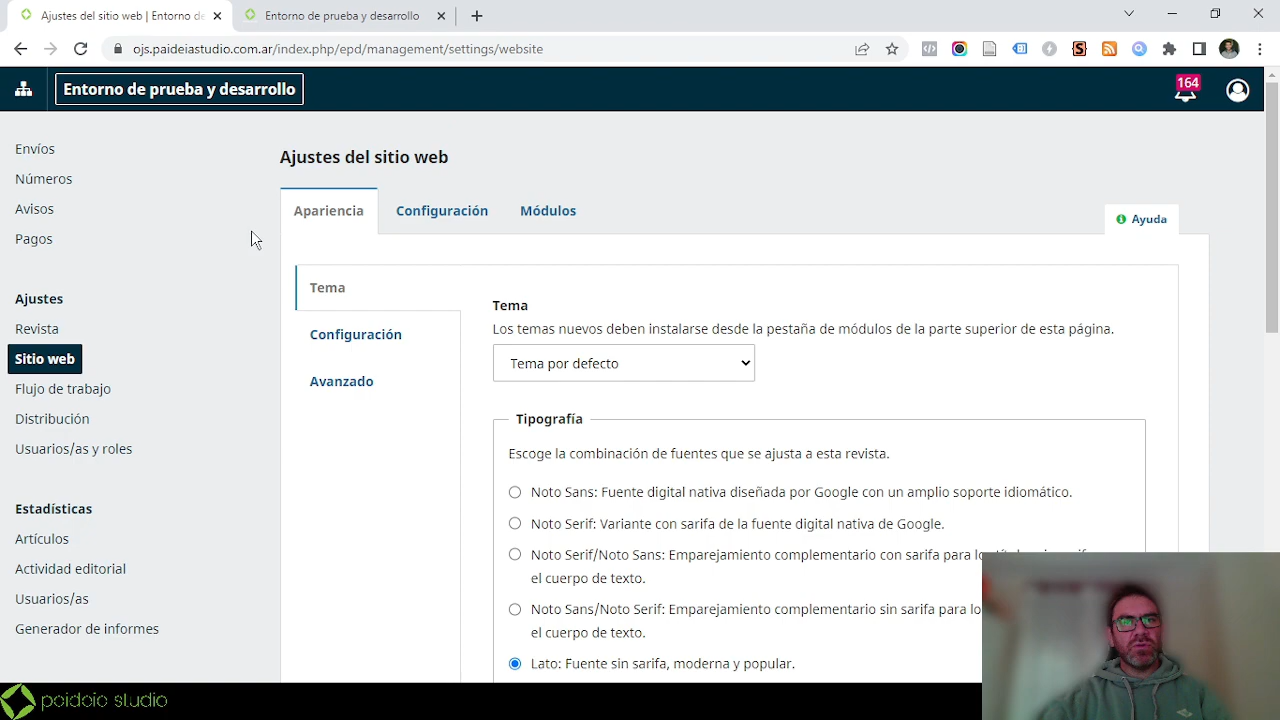 Ajustes del sitio web | Entorno de
Entorno de prueba y desarrollo
ojs.paideiastudio.com.ar/index.php/epd/management/settings/website
Entorno de prueba y desarrollo
164
Envíos
Números
Avisos
Pagos
Ajustes
Revista
Sitio web
Flujo de trabajo
Distribución
Usuarios/as y roles
Estadísticas
Artículos
Actividad editorial
Usuarios/as
Generador de informes
Ajustes del sitio web
Apariencia
Configuración
Módulos
Ayuda
Tema
Configuración
Avanzado
Tema
Los temas nuevos deben instalarse desde la pestaña de módulos de la parte superior de esta página.
Tema por defecto
Tipografía
Escoge la combinación de fuentes que se ajusta a esta revista.
Noto Sans: Fuente digital nativa diseñada por Google con un amplio soporte idiomático.
Noto Serif: Variante con sarifa de la fuente digital nativa de Google.
Noto Serif/Noto Sans: Emparejamiento complementario con sarifa para
el cuerpo de texto.
Noto Sans/Noto Serif: Emparejamiento complementario sin sarifa para
el cuerpo de texto.
Lato: Fuente sin sarifa, moderna y popular.
paideia studio